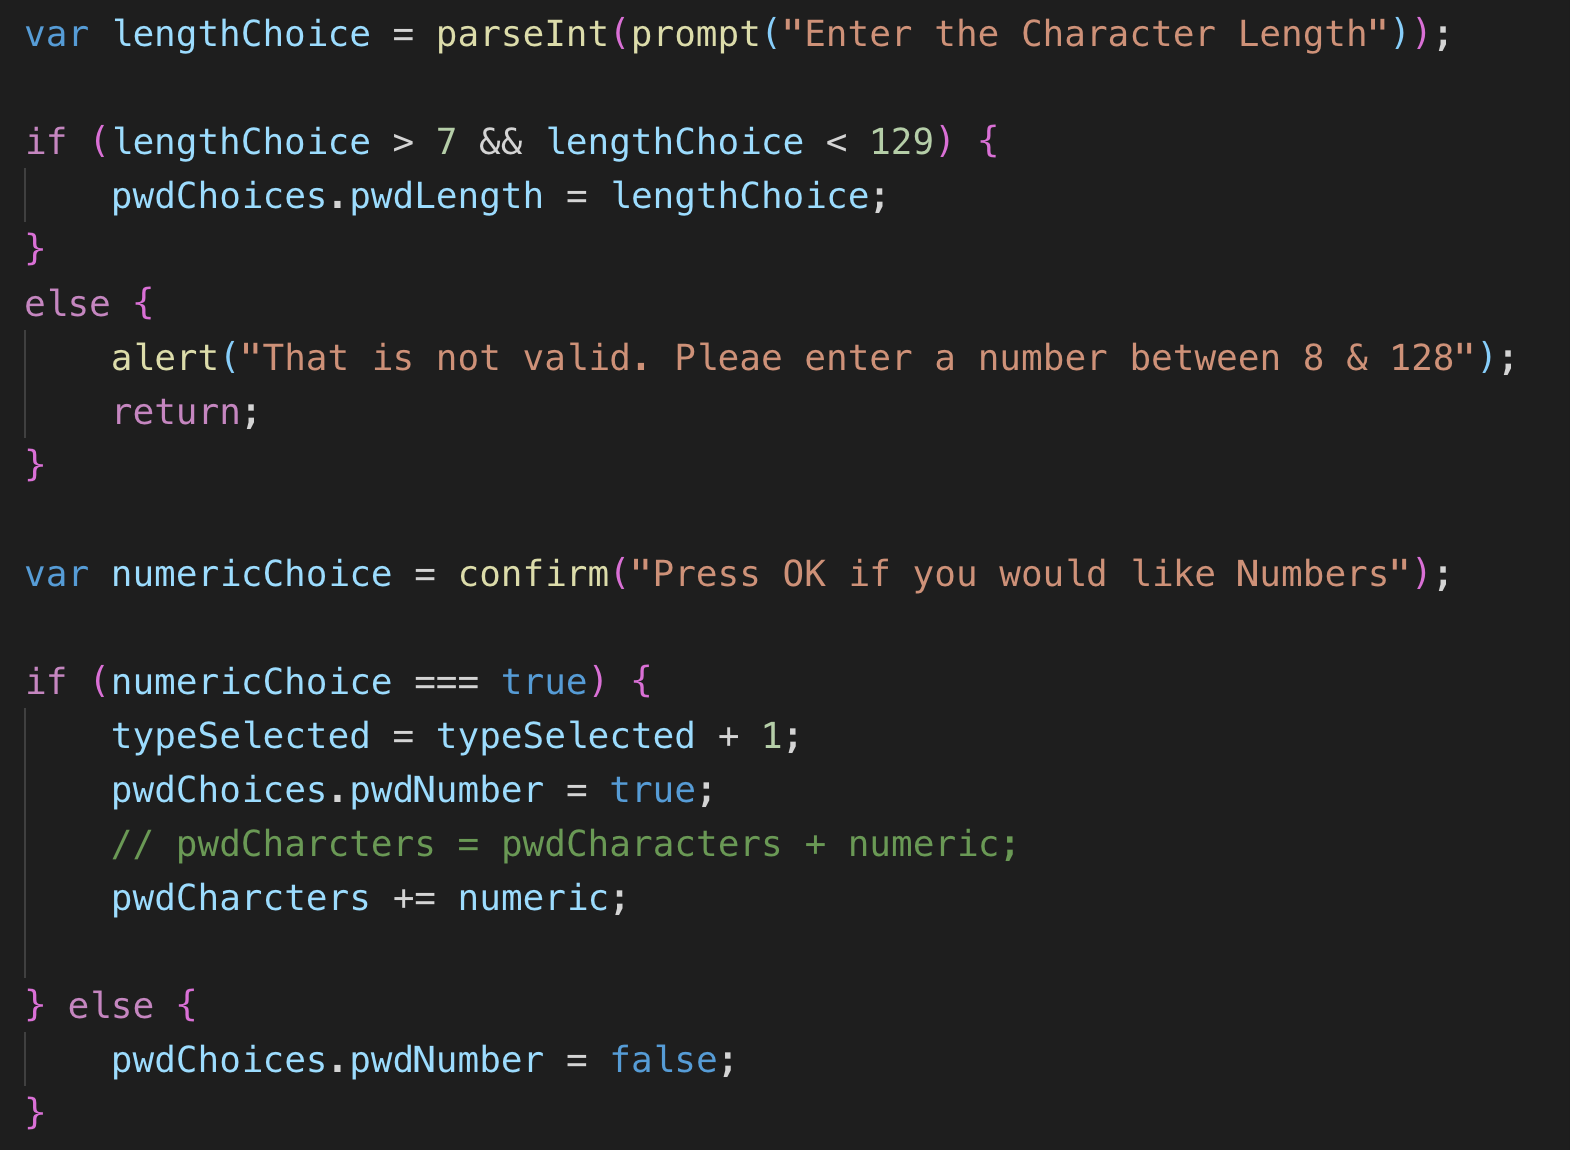 var lengthChoice = parseInt(prompt("Enter the Character Length"));
if (lengthChoice > 7 && lengthChoice < 129) {
pwdChoices.pwdLength = lengthChoice;
}
else {
alert("That is not valid. Pleae enter a number between 8 & 128");
return;
}
var numericChoice = confirm("Press OK if you would like Numbers");
if (numericChoice === true) {
typeSelected = typeSelected + 1;
pwdChoices.pwdNumber = true;
// pwdCharcters = pwdCharacters + numeric;
pwdCharcters += numeric;
} else {
pwdChoices.pwdNumber = false;
}